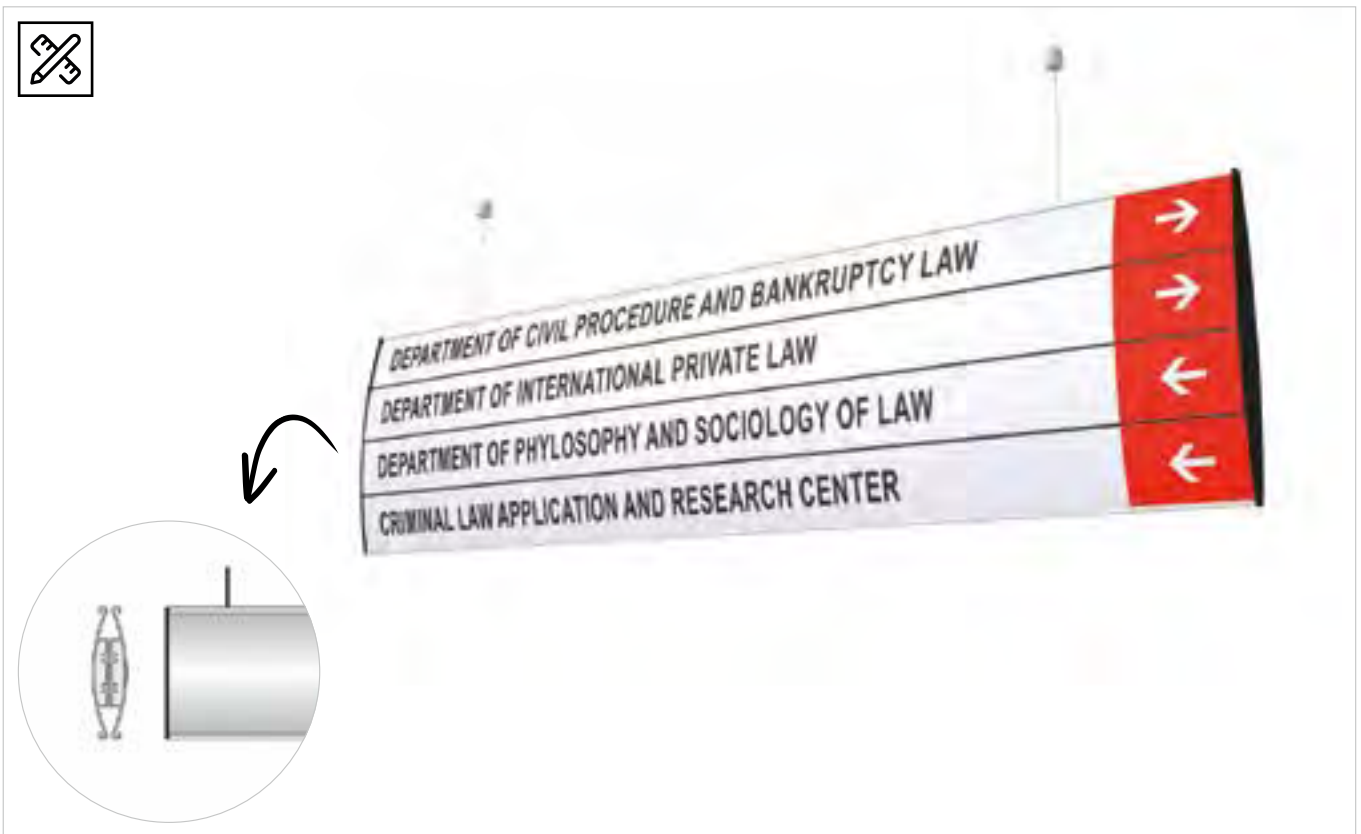 DEPARTMENT OF CIVIL PROCEDURE AND BANKRUPTCY LAW
DEPARTMENT OF INTERNATIONAL PRIVATE LAW
DEPARTMENT OF PHYLOSOPHY AND SOCIOLOGY OF LAW
CRIMINAL LAW APPLICATION AND RESEARCH CENTER